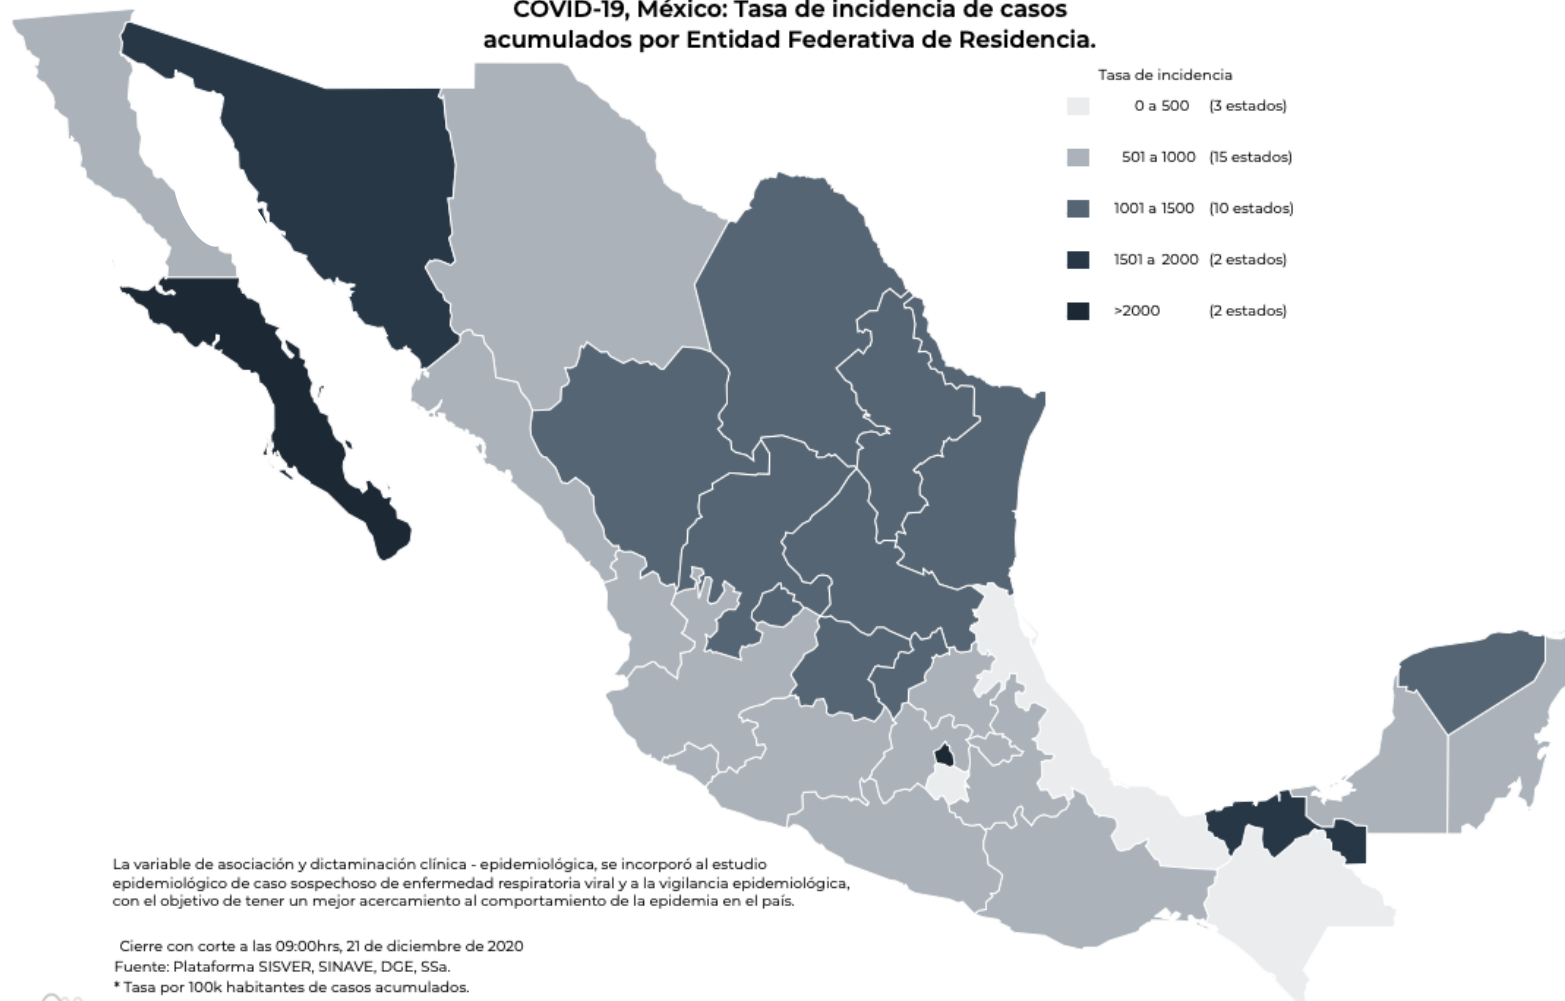 COVID-19, México: Tasa de incidencia de casos
acumulados por Entidad Federativa de Residencia.
Tasa de incidencia
0 a 500 (3 estados)
501 a 1000 (15 estados)
1001 a 1500 (10 estados)
1501 a 2000 (2 estados)
>2000 (2 estados)
La variable de asociación y dictaminación clínica - epidemiológica, se incorporó al estudio
epidemiológico de caso sospechoso de enfermedad respiratoria viral y a la vigilancia epidemiológica,
con el objetivo de tener un mejor acercamiento al comportamiento de la epidemia en el país.
Cierre con corte a las 09:00hrs, 21 de diciembre de 2020
Fuente: Plataforma SISVER, SINAVE, DGE, SSa.
* Tasa por 100k habitantes de casos acumulados.